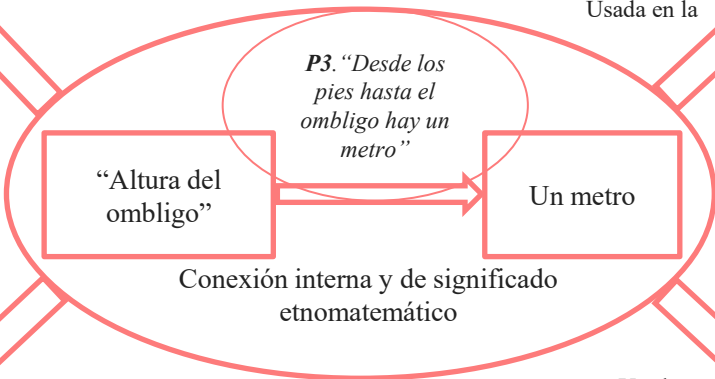 Usada en la
P3.“Desde los
pies hasta el
ombligo hay un
metro”
“Altura del
ombligo”
Un metro
Conexión interna y de significado
etnomatemático